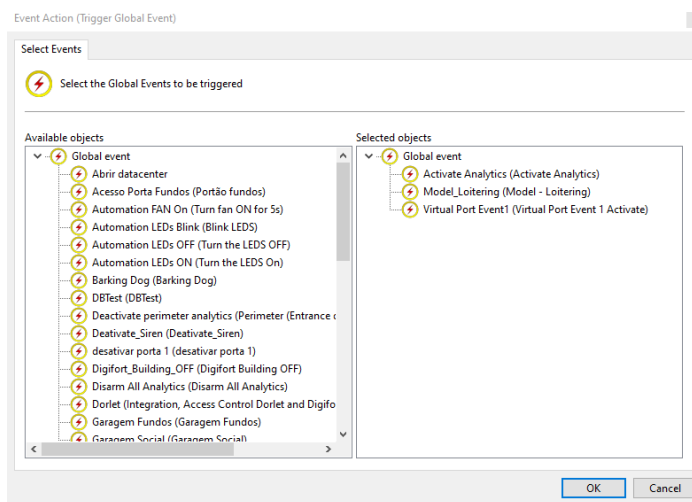 Event Action (Trigger Global Event)
Select Events
Select the Global Events to be triggered
Available objects
Global event
Abrir datacenter
Acesso Porta Fundos (Portão fundos)
Automation FAN On (Turn fan ON for 5s)
Automation LEDs Blink (Blink LEDS)
Automation LEDs OFF (Turn the LEDS OFF)
Automation LEDs ON (Turn the LEDS On)
Barking Dog (Barking Dog)
DBTest (DBTest)
Deactivate perimeter analytics (Perimeter (Entrance
Deativate_Siren (Deativate_Siren)
desativar porta 1 (desativar porta 1)
Digifort_Building_OFF (Digifort Building OFF)
Disarm All Analytics (Disarm All Analytics)
Dorlet (Integration, Access Control Dorlet and Digifo
Garagem Fundos (Garagem Fundos)
Garagem Social (Garagem Social)
Selected objects
Global event
Activate Analytics (Activate Analytics)
Model_Loitering (Model - Loitering)
Virtual Port Event1 (Virtual Port Event 1 Activate)
OK
Cancel